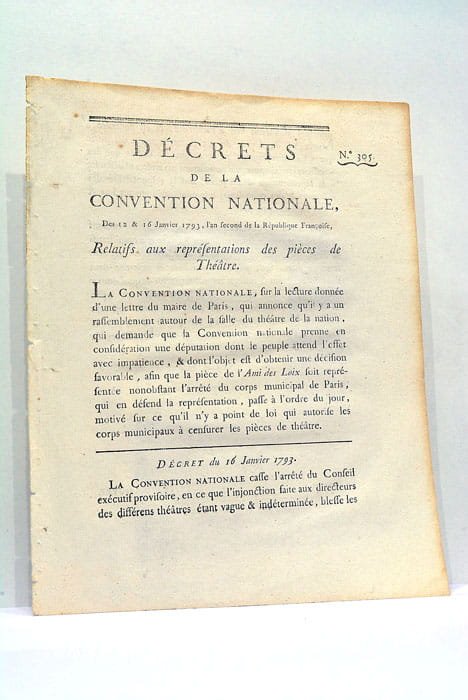 DÉCRETS
N.º 305.
DE LA
CONVENTION NATIONALE,
Des 12 & 16 Janvier 1793, l'an second de la République Françoise,
Relatifs aux repréſentations des pièces de
Théâtre.
LA CONVENTION NATIONALE, ſur la lecture donnée
d'une lettre du maire de Paris, qui annonce qu'il y a un
raſſemblement autour de la ſalle du théâtre de la nation,
qui demande que la Convention nationale prenne en
conſidération une députation dont le peuple attend l'effet
avec impatience, & dont l'objet eſt d'obtenir une déciſion
favorable, afin que la pièce de l'Ami des Loix ſoit repré-
ſentée nonobſtant l'arrêté du corps municipal de Paris,
qui en défend la repréſentation, paſſe à l'ordre du jour,
motivé ſur ce qu'il n'y a point de loi qui autoriſe les
corps municipaux à cenſurer les pièces de théâtre.
DÉCRET du 16 Janvier 1793.
LA CONVENTION NATIONALE caſſe l'arrêté du Conſeil
exécutif proviſoire, en ce que l'injonction faite aux directeurs
des différens théâtres étant vague & indéterminée, bleſſe les